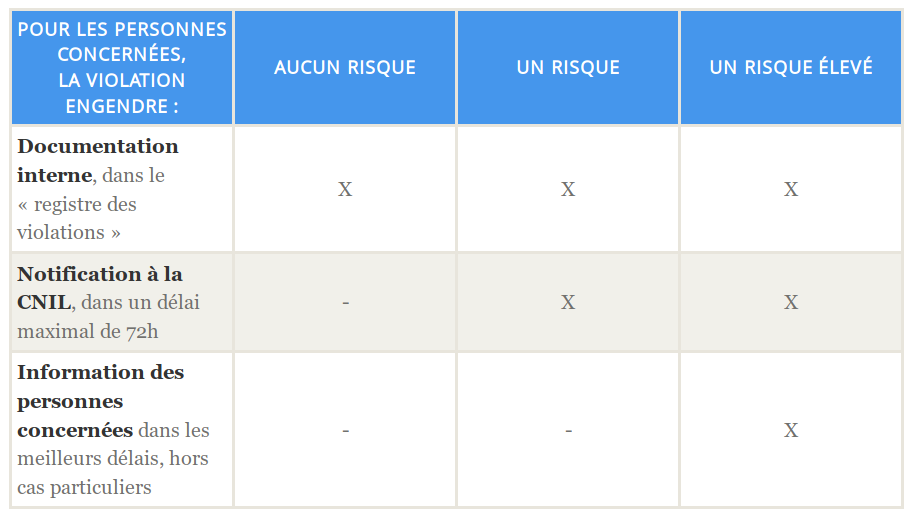 POUR LES PERSONNES
CONCERNÉES,
LA VIOLATION
ENGENDRE :
AUCUN RISQUE
UN RISQUE
UN RISQUE ÉLEVÉ
Documentation
interne, dans le
« registre des
violations »
X
X
X
Notification à la
CNIL, dans un délai
maximal de 72h
-
X
X
Information des
personnes
concernées dans les
meilleurs délais, hors
cas particuliers
-
-
X